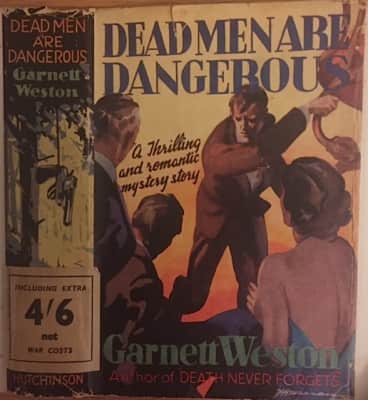 DEAD MEN
ARE
DANGEROUS
Garnett
Weston
INCLUDING EXTRA
4/6
net
WAR COSTS
HUTCHINSON
DEAD MEN ARE
DANGEROUS
A Thrilling
and romantic
mystery story
Garnett Weston
Author of DEATH NEVER FORGETS